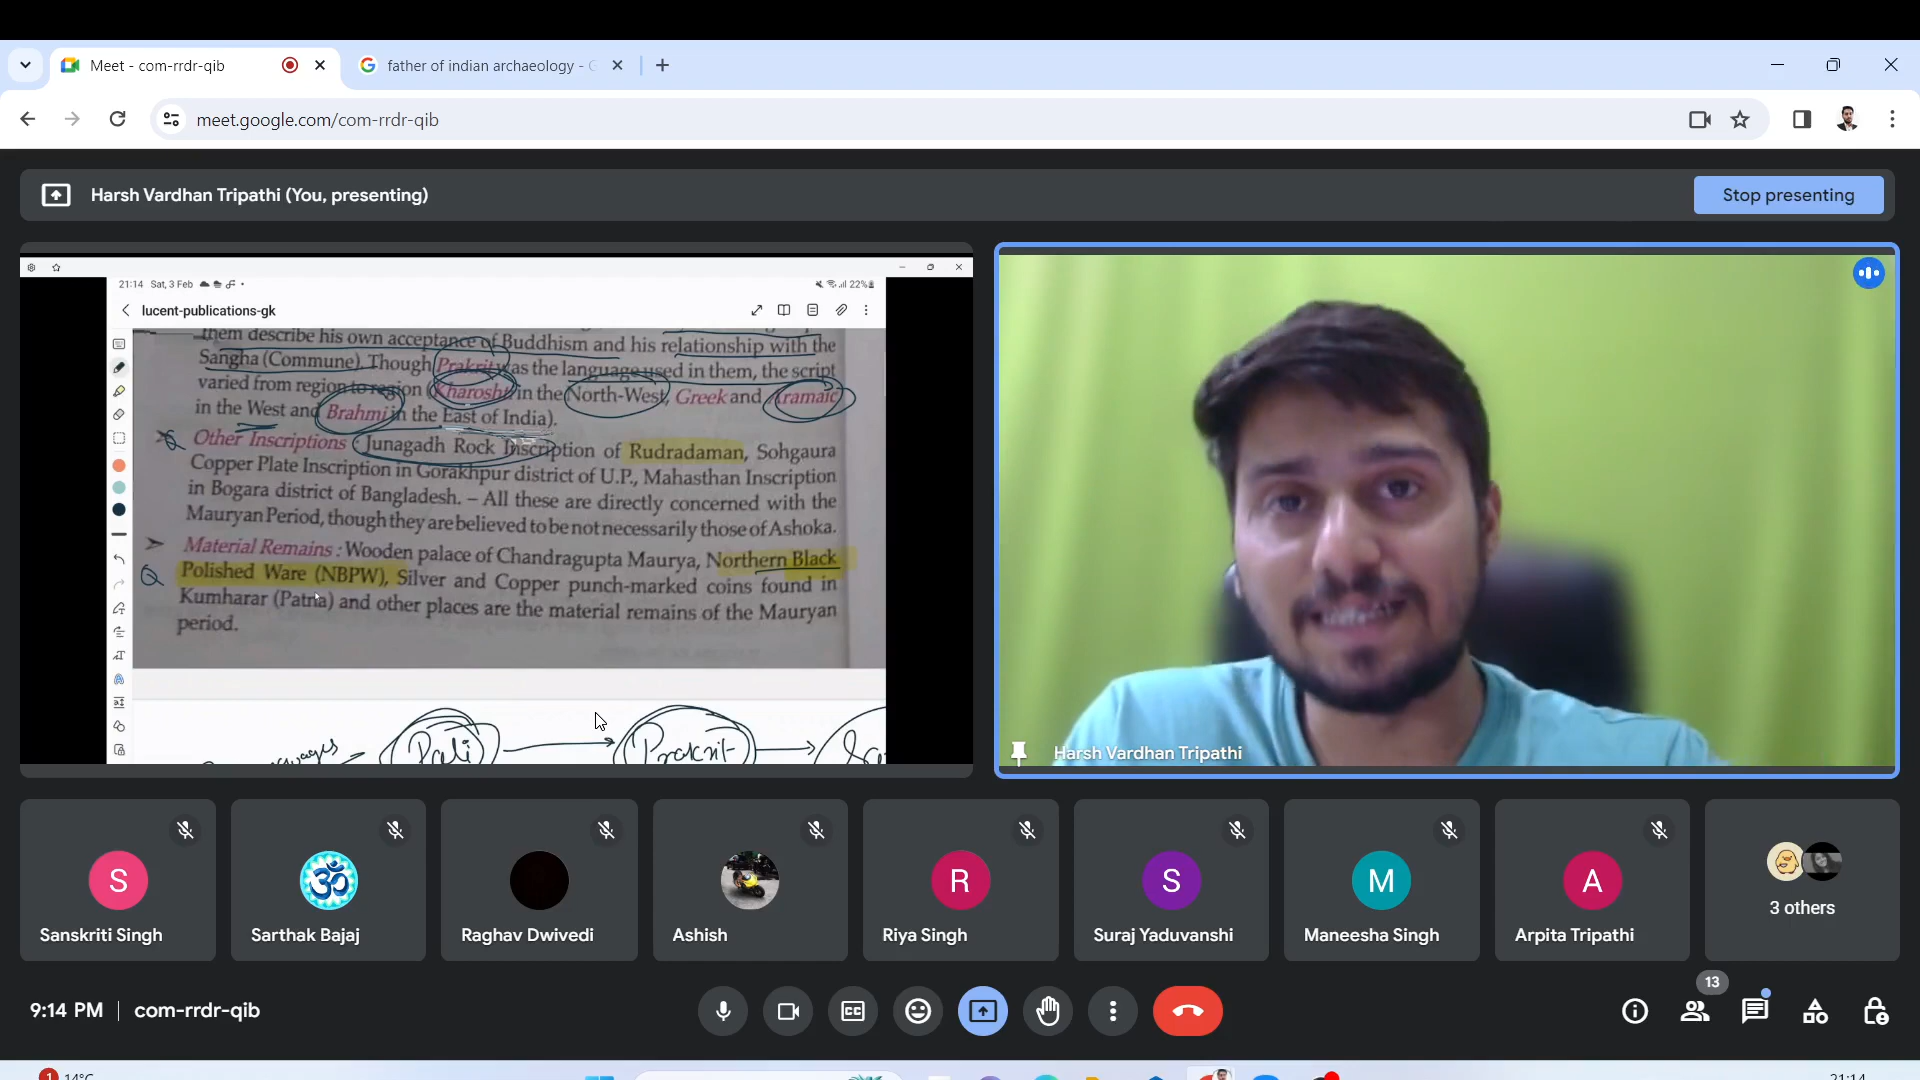 Meet - com-rrdr-qib
father of indian archaeology - G
meet.google.com/com-rrdr-qib
Harsh Vardhan Tripathi (You, presenting)
Stop presenting
21:14 Sat, 3 Feb
22%
lucent-publications-gk
them describe his own acceptance of Buddhism and his relationship with the
Sangha (Commune). Though Prakrit was the language used in them, the script
varied from region to region (Kharosht in the North-West, Greek and Aramaic
in the West and Brahmi in the East of India).
Other Inscriptions : Junagadh Rock Inscription of Rudradaman, Sohgaura
Copper Plate Inscription in Gorakhpur district of U.P., Mahasthan Inscription
in Bogara district of Bangladesh. – All these are directly concerned with the
Mauryan Period, though they are believed to be not necessarily those of Ashoka.
Material Remains : Wooden palace of Chandragupta Maurya, Northern Black
Q Polished Ware (NBPW), Silver and Copper punch-marked coins found in
Kumharar (Patna) and other places are the material remains of the Mauryan
period.
Pali Prakrit Sa
Harsh Vardhan Tripathi
S
M
R
S
A
Sanskriti Singh
Sarthak Bajaj
Raghav Dwivedi
Ashish
Riya Singh
Suraj Yaduvanshi
Maneesha Singh
Arpita Tripathi
3 others
9:14 PM | com-rrdr-qib
13
1
14°C
21:14